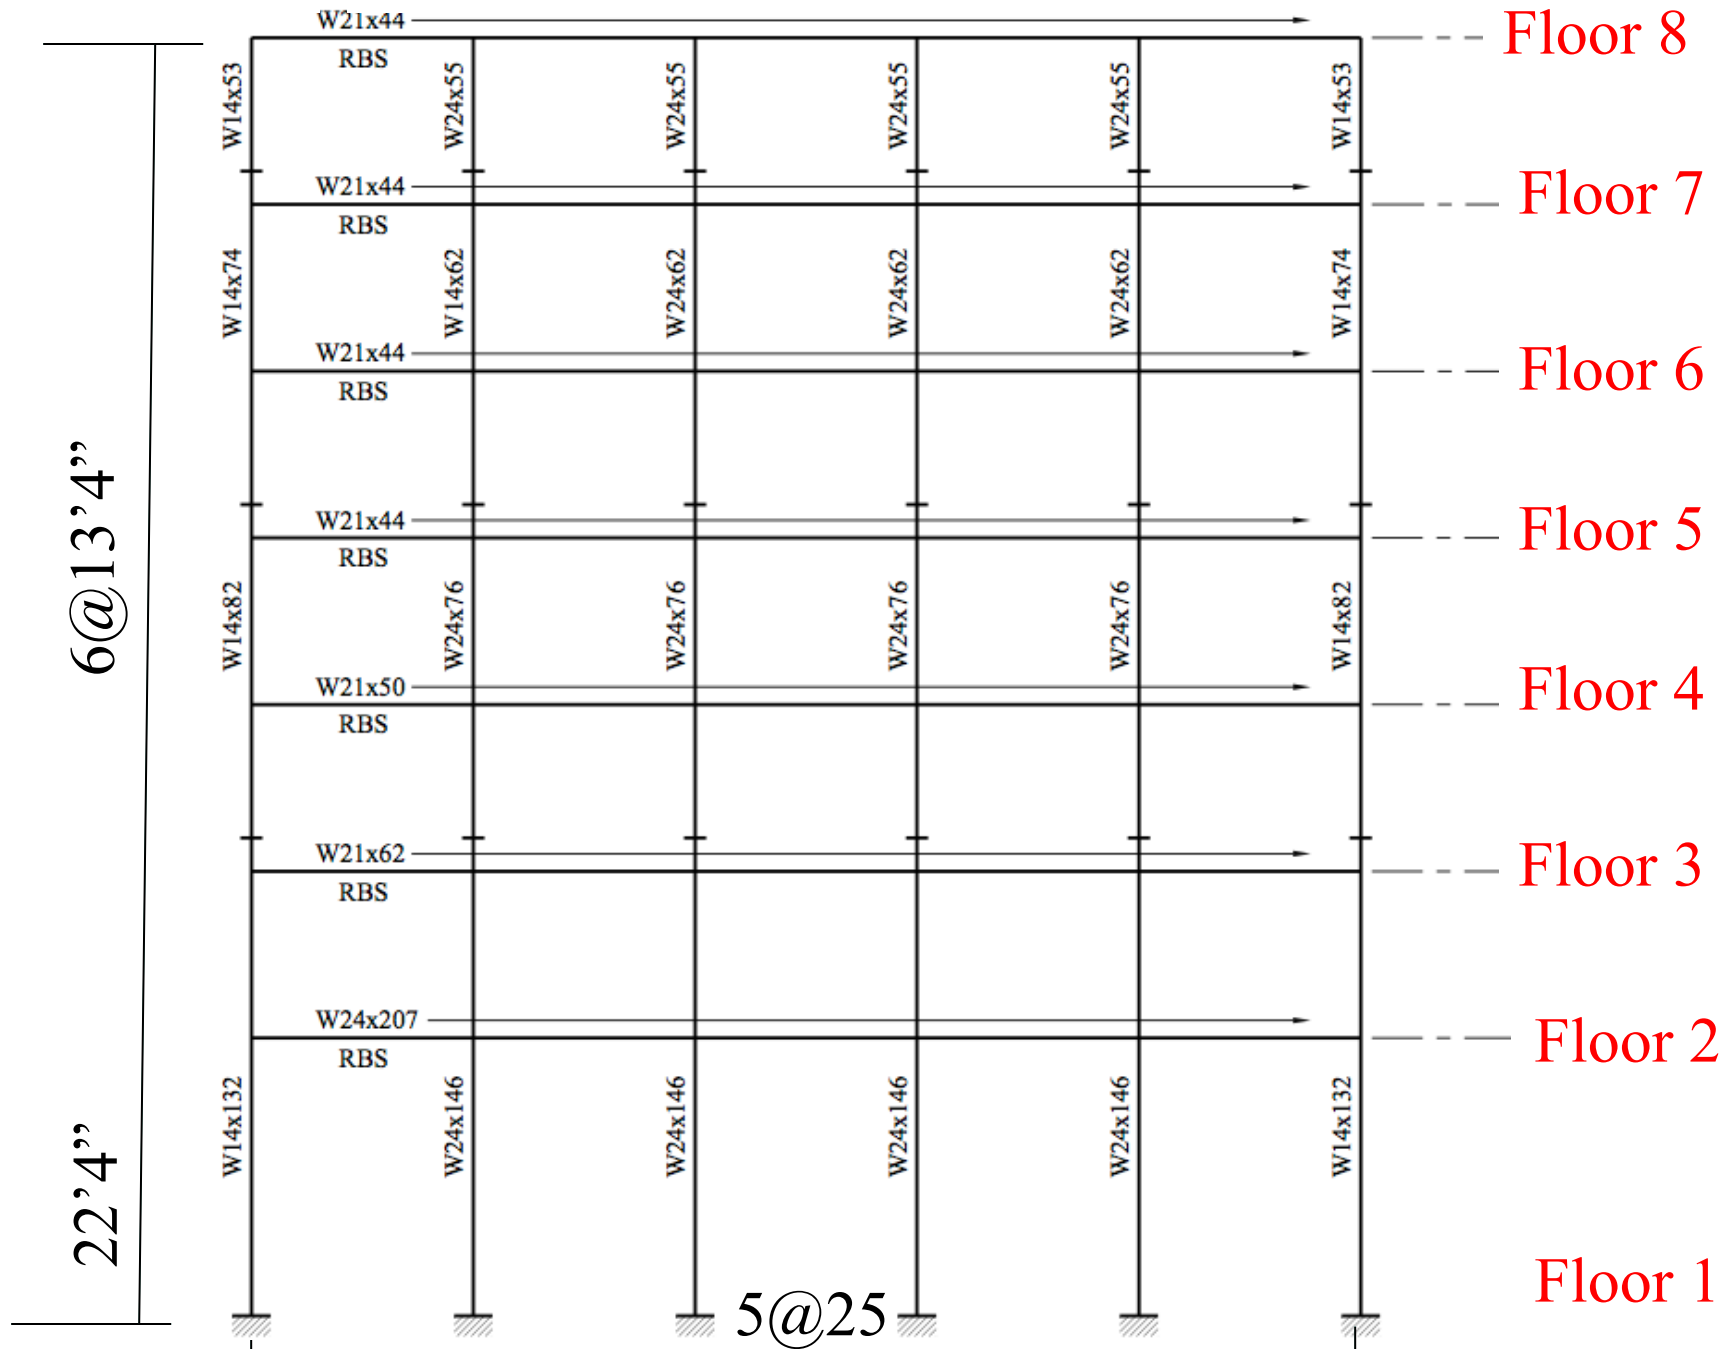 W21x44
Floor 8
RBS
W14x53
W24x55
W24x55
W24x55
W24x55
W14x53
W21x44
Floor 7
RBS
W14x74
W14x62
W24x62
W24x62
W24x62
W14x74
W21x44
Floor 6
RBS
6@13’4”
W21x44
Floor 5
RBS
W14x82
W24x76
W24x76
W24x76
W24x76
W14x82
W21x50
Floor 4
RBS
W21x62
Floor 3
RBS
W24x207
Floor 2
RBS
22’4”
W14x132
W24x146
W24x146
W24x146
W24x146
W14x132
Floor 1
5@25